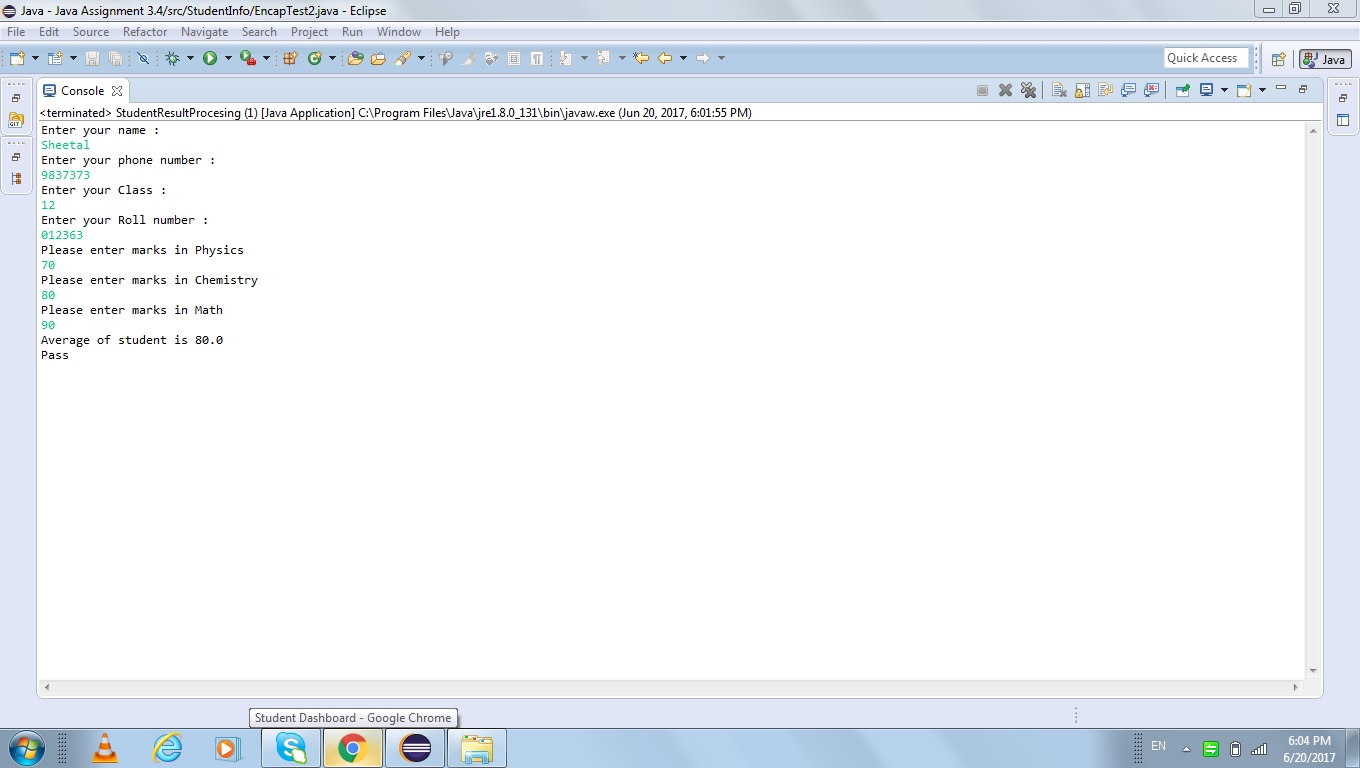 Java - Java Assignment 3.4/src/StudentInfo/EncapTest2.java - Eclipse
File Edit Source Refactor Navigate Search Project Run Window Help
Quick Access
Java
Console
<terminated> StudentResultProcesing (1) [Java Application] C:\Program Files\Java\jre1.8.0_131\bin\javaw.exe (Jun 20, 2017, 6:01:55 PM)
Enter your name :
Sheetal
Enter your phone number :
9837373
Enter your Class :
12
Enter your Roll number :
012363
Please enter marks in Physics
70
Please enter marks in Chemistry
80
Please enter marks in Math
90
Average of student is 80.0
Pass
Student Dashboard - Google Chrome
EN
6:04 PM
6/20/2017